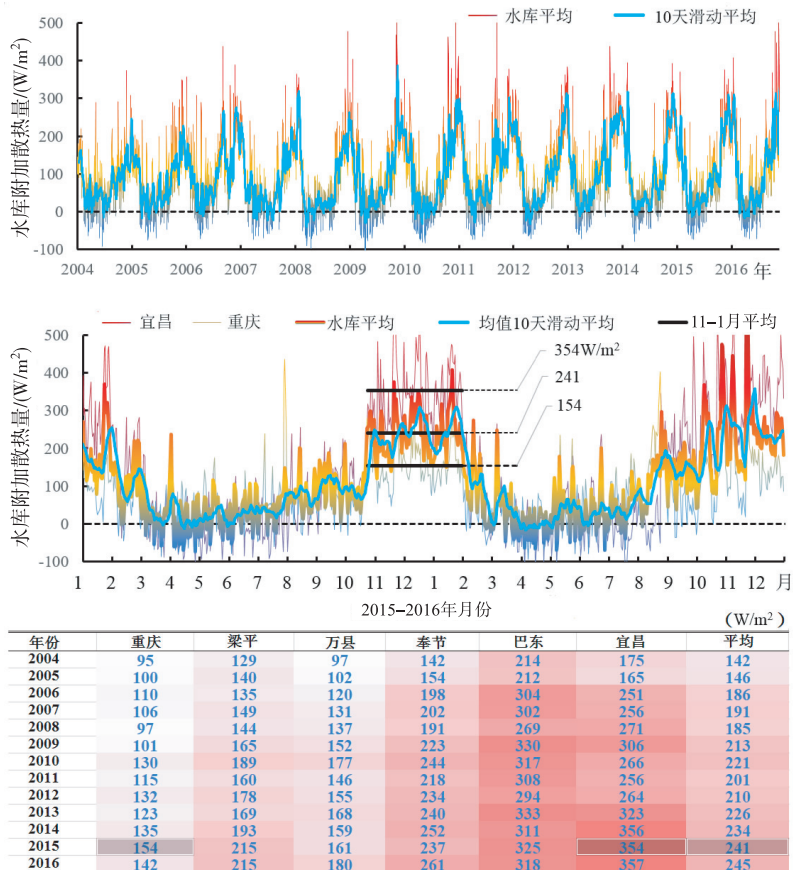 水库平均 10天滑动平均
水库附加散热量/(W/m²)
500
400
300
200
100
0
-100
2004 2005 2006 2007 2008 2009 2010 2011 2012 2013 2014 2015 2016 年
宜昌 重庆 水库平均 均值10天滑动平均 11-1月平均
水库附加散热量/(W/m²)
500
400
300
200
100
0
-100
354W/m²
241
154
1 2 3 4 5 6 7 8 9 10 11 12 1 2 3 4 5 6 7 8 9 10 11 12 月
2015-2016年月份
(W/m²)
年份 重庆 梁平 万县 奉节 巴东 宜昌 平均
2004 95 129 97 142 214 175 142
2005 100 140 102 154 212 165 146
2006 110 135 120 198 304 251 186
2007 106 149 131 202 302 256 191
2008 97 144 137 191 269 271 185
2009 101 165 152 223 330 306 213
2010 130 189 177 244 317 266 221
2011 115 160 146 218 308 256 201
2012 132 178 155 234 294 264 210
2013 123 169 168 240 333 323 226
2014 135 193 159 252 311 356 234
2015 154 215 161 237 325 354 241
2016 142 215 180 261 318 357 245